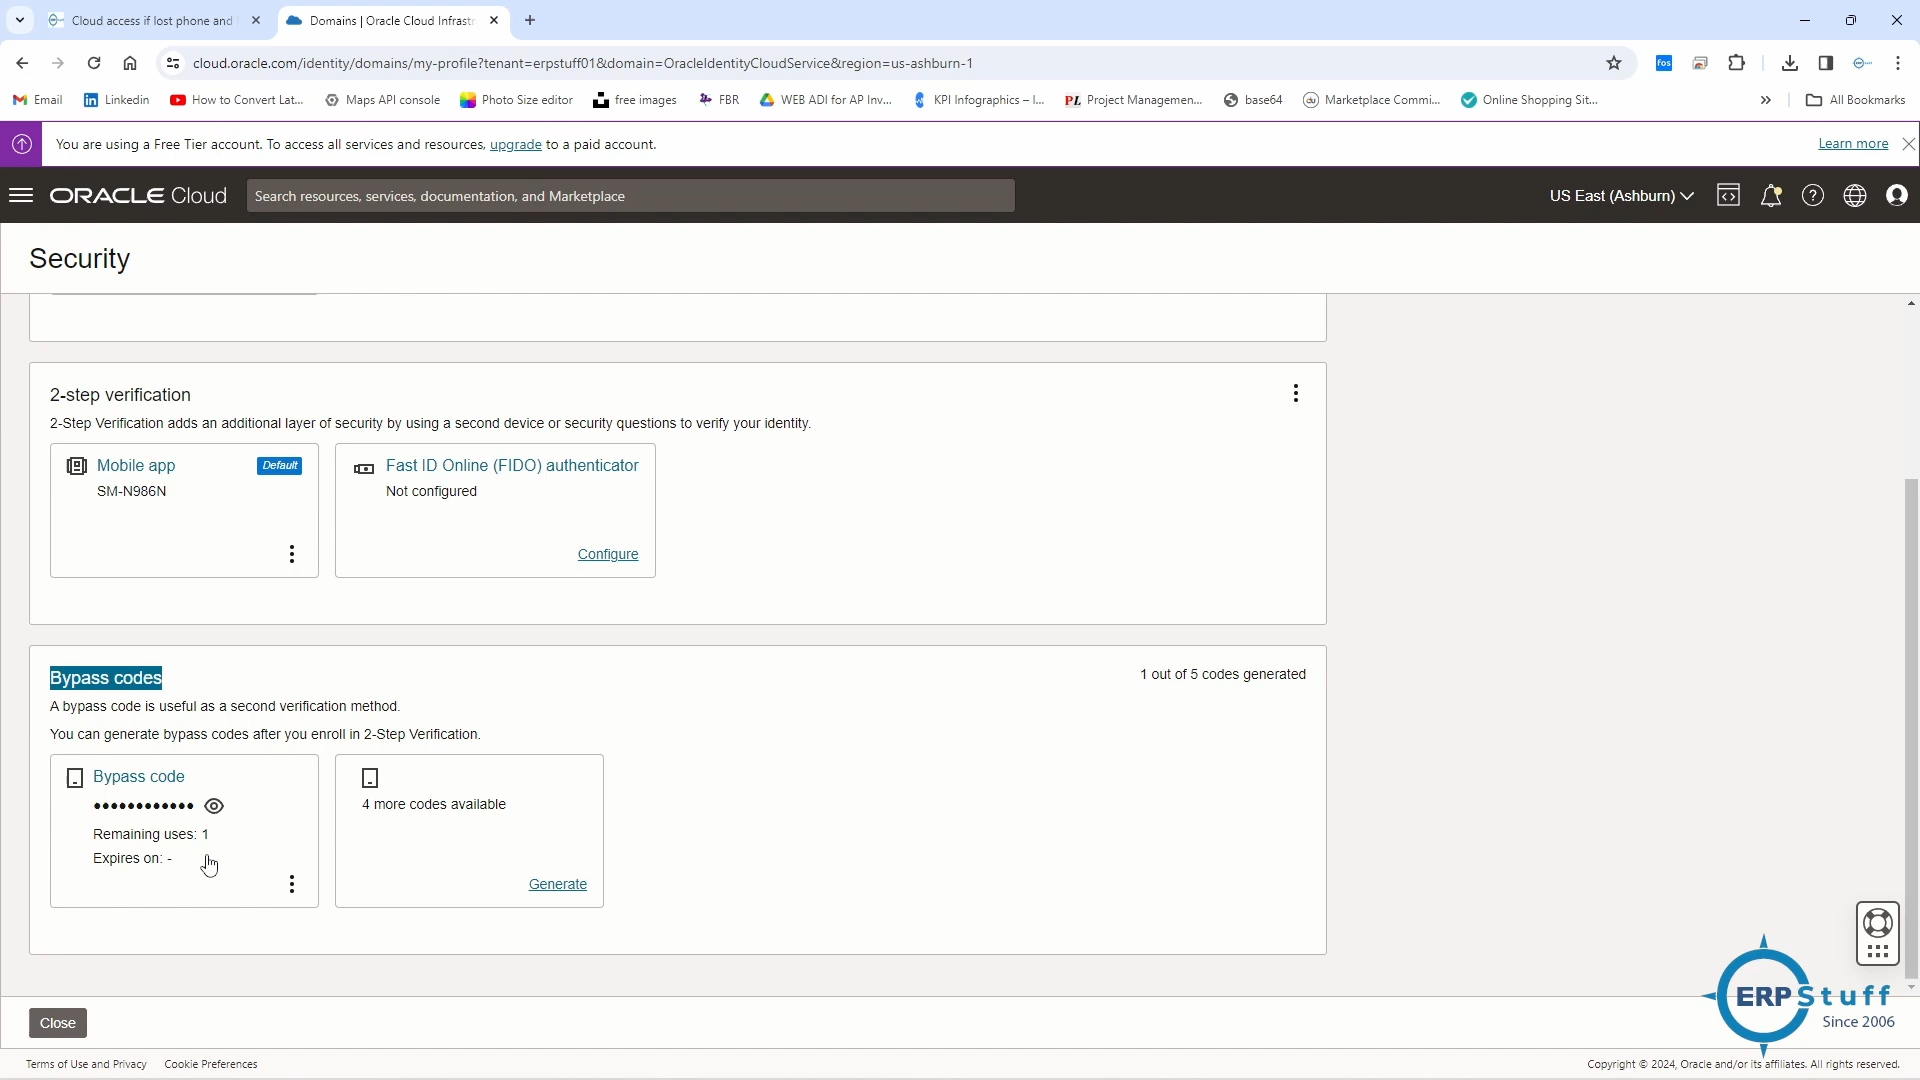 Cloud access if lost phone and
Domains | Oracle Cloud Infrastr
cloud.oracle.com/identity/domains/my-profile?tenant=erpstuff01&domain=OracleIdentityCloudService&region=us-ashburn-1
Email
Linkedin
How to Convert Lat...
Maps API console
Photo Size editor
free images
FBR
WEB ADI for AP Inv...
KPI Infographics – I...
Project Managemen...
base64
Marketplace Commi...
Online Shopping Sit...
»
All Bookmarks
You are using a Free Tier account. To access all services and resources, upgrade to a paid account.
Learn more
ORACLE Cloud
Search resources, services, documentation, and Marketplace
US East (Ashburn)
Security
2-step verification
2-Step Verification adds an additional layer of security by using a second device or security questions to verify your identity.
Mobile app
Default
SM-N986N
Fast ID Online (FIDO) authenticator
Not configured
Configure
Bypass codes
1 out of 5 codes generated
A bypass code is useful as a second verification method.
You can generate bypass codes after you enroll in 2-Step Verification.
Bypass code
••••••••••••
Remaining uses: 1
Expires on: -
4 more codes available
Generate
ERPStuff
Since 2006
Close
Terms of Use and Privacy
Cookie Preferences
Copyright © 2024, Oracle and/or its affiliates. All rights reserved.